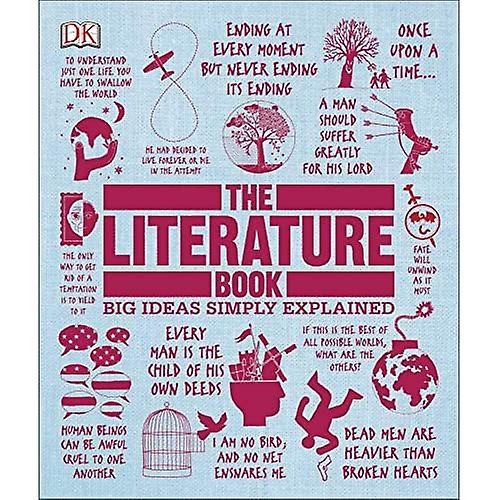 DK
TO UNDERSTAND
JUST ONE LIFE, YOU
HAVE TO SWALLOW
THE WORLD
HE HAD DECIDED TO
LIVE FOREVER OR DIE
IN THE ATTEMPT
ENDING AT
EVERY MOMENT
BUT NEVER ENDING
ITS ENDING
ONCE
UPON A
TIME...
A MAN
SHOULD
SUFFER
GREATLY
FOR HIS LORD
THE
LITERATURE
BOOK
BIG IDEAS SIMPLY EXPLAINED
THE ONLY
WAY TO GET
RID OF A
TEMPTATION
IS TO YIELD
TO IT
FATE
WILL
UNWIND
AS IT
MUST
EVERY
MAN IS THE
CHILD OF HIS
OWN DEEDS
IF THIS IS THE BEST OF
ALL POSSIBLE WORLDS,
WHAT ARE THE
OTHERS?
HUMAN BEINGS
CAN BE AWFUL
CRUEL TO ONE
ANOTHER
I AM NO BIRD;
AND NO NET
ENSNARES ME
DEAD MEN ARE
HEAVIER THAN
BROKEN HEARTS